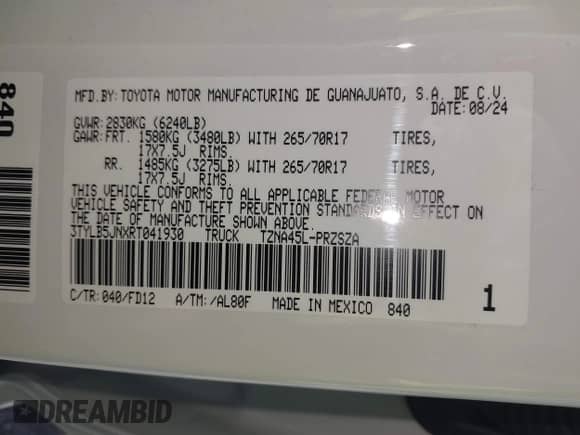 840
MFD.BY:TOYOTA MOTOR MANUFACTURING DE GUANAJUATO, S.A. DE C.V.
DATE:08/24
GVWR:2830KG (6240LB)
GAWR:FRT. 1580KG (3480LB) WITH 265/70R17 TIRES,
17X7.5J RIMS.
RR. 1485KG (3275LB) WITH 265/70R17 TIRES,
17X7.5J RIMS.
THIS VEHICLE CONFORMS TO ALL APPLICABLE FEDERAL MOTOR
VEHICLE SAFETY AND THEFT PREVENTION STANDARDS IN EFFECT ON
THE DATE OF MANUFACTURE SHOWN ABOVE.
3TYLB5JNXRT041930 TRUCK TZNA45L-PRZSZA
C/TR:040/FD12 A/TM:/AL80F MADE IN MEXICO 840
1
DREAMBID